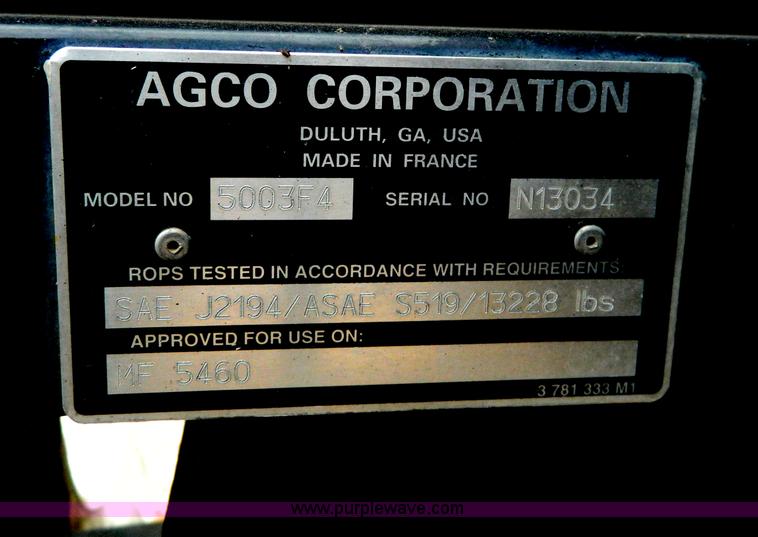 AGCO CORPORATION
DULUTH, GA, USA
MADE IN FRANCE
MODEL NO 5003F4 SERIAL NO N13034
ROPS TESTED IN ACCORDANCE WITH REQUIREMENTS:
SAE J2194/ASAE S519/13228 lbs
APPROVED FOR USE ON:
MF 5460
3 781 333 M1
www.purplewave.com